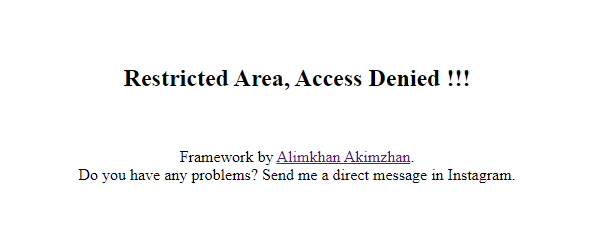 Restricted Area, Access Denied !!!
Framework by Alimkhan Akimzhan.
Do you have any problems? Send me a direct message in Instagram.